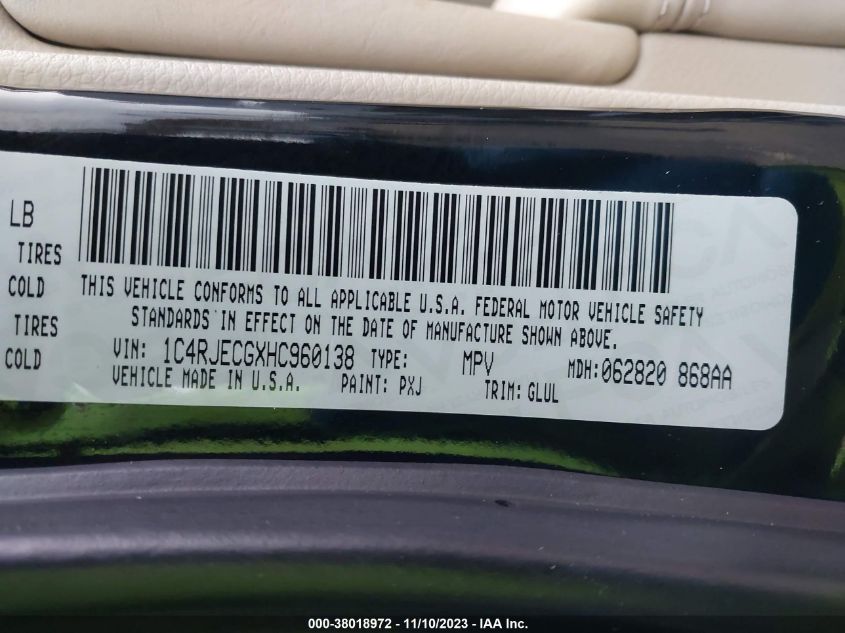 LB
TIRES
COLD
TIRES
COLD
THIS VEHICLE CONFORMS TO ALL APPLICABLE U.S.A. FEDERAL MOTOR VEHICLE SAFETY
STANDARDS IN EFFECT ON THE DATE OF MANUFACTURE SHOWN ABOVE.
VIN: 1C4RJECGXHC960138 TYPE: MPV MDH:062820 868AA
VEHICLE MADE IN U.S.A. PAINT: PXJ TRIM: GLUL
000-38018972 - 11/10/2023 - IAA Inc.